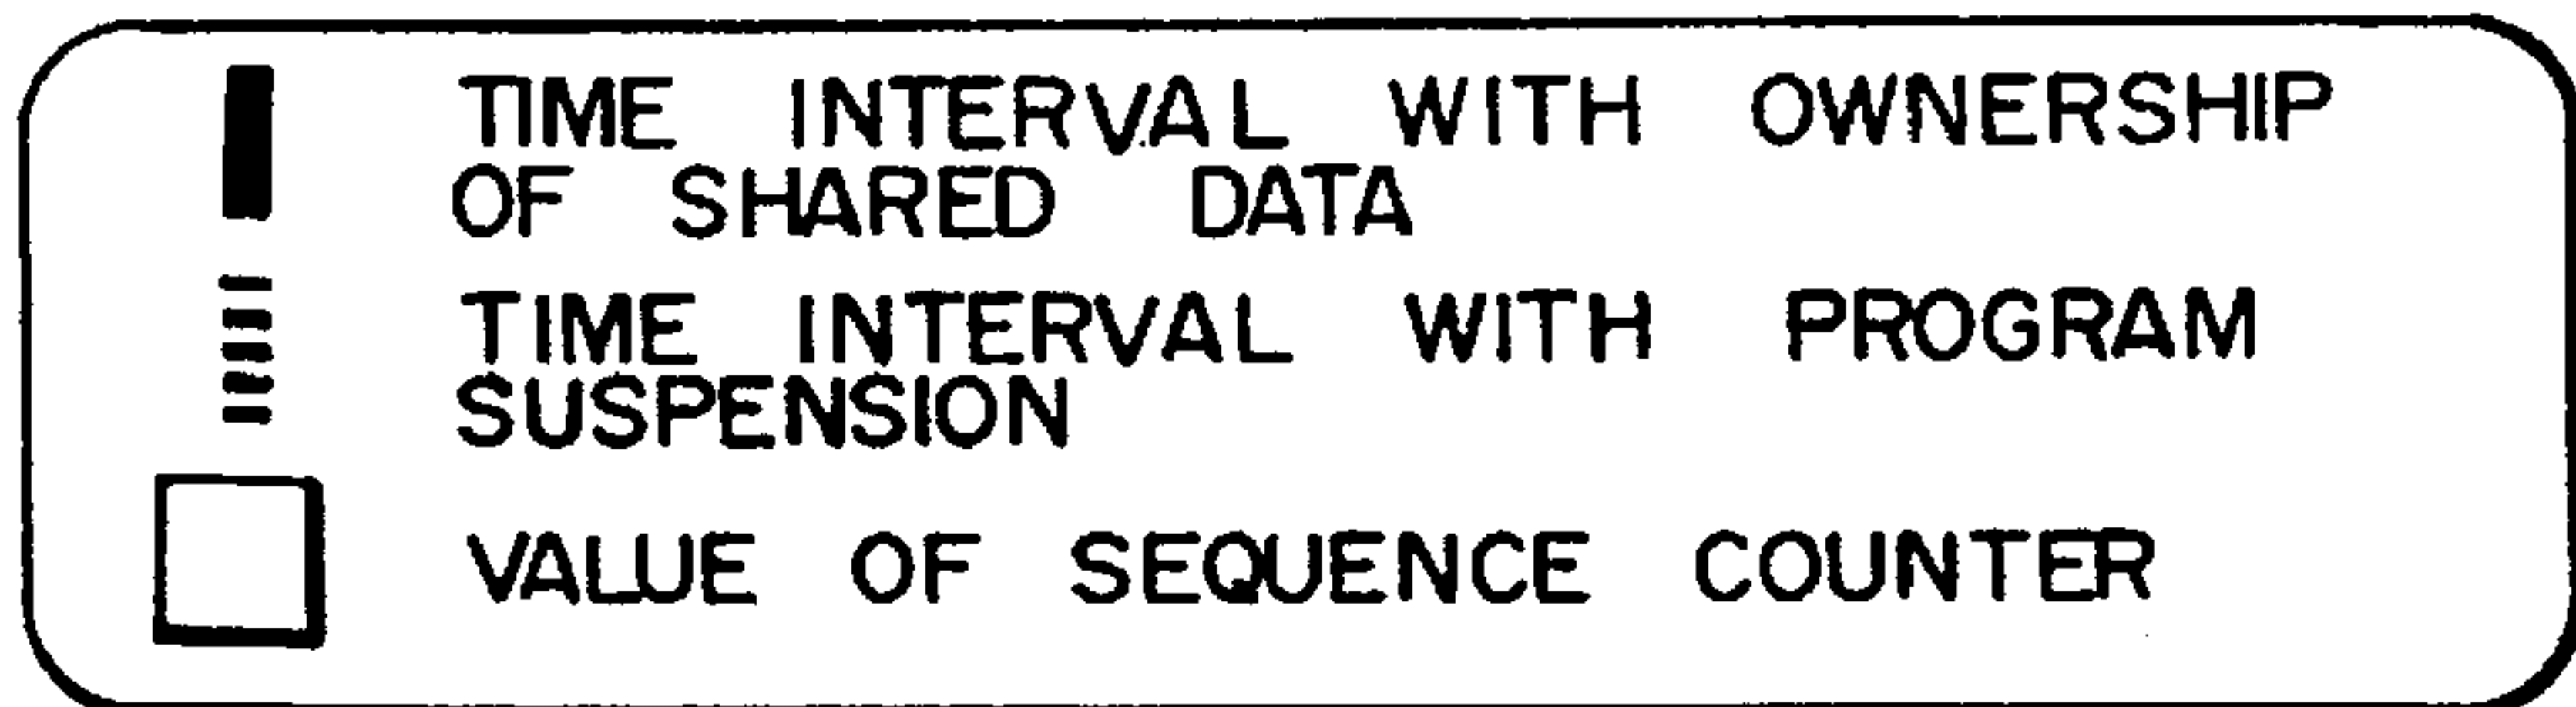 TIME INTERVAL WITH OWNERSHIP
OF SHARED DATA
TIME INTERVAL WITH PROGRAM
SUSPENSION
VALUE OF SEQUENCE COUNTER